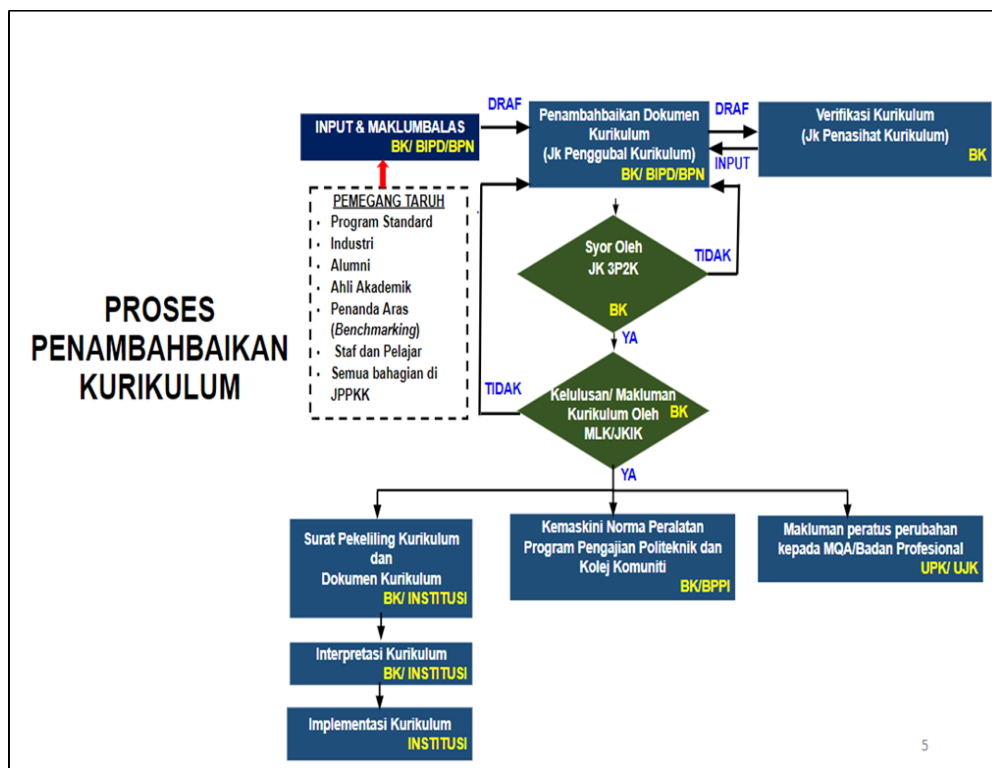 PROSES
PENAMBAHBAIKAN
KURIKULUM
INPUT & MAKLUMBALAS
BK/ BIPD/BPN
DRAF
Penambahbaikan Dokumen
Kurikulum
(Jk Penggubal Kurikulum)
BK/ BIPD/BPN
DRAF
INPUT
Verifikasi Kurikulum
(Jk Penasihat Kurikulum)
BK
PEMEGANG TARUH
· Program Standard
· Industri
· Alumni
· Ahli Akademik
· Penanda Aras
(Benchmarking)
· Staf dan Pelajar
· Semua bahagian di
JPPKK
Syor Oleh
JK 3P2K
BK
TIDAK
YA
Kelulusan/ Makluman
Kurikulum Oleh
MLK/JKIK
BK
TIDAK
YA
Surat Pekeliling Kurikulum
dan
Dokumen Kurikulum
BK/ INSTITUSI
Kemaskini Norma Peralatan
Program Pengajian Politeknik dan
Kolej Komuniti
BK/BPPI
Makluman peratus perubahan
kepada MQA/Badan Profesional
UPK/ UJK
Interpretasi Kurikulum
BK/ INSTITUSI
Implementasi Kurikulum
INSTITUSI
5